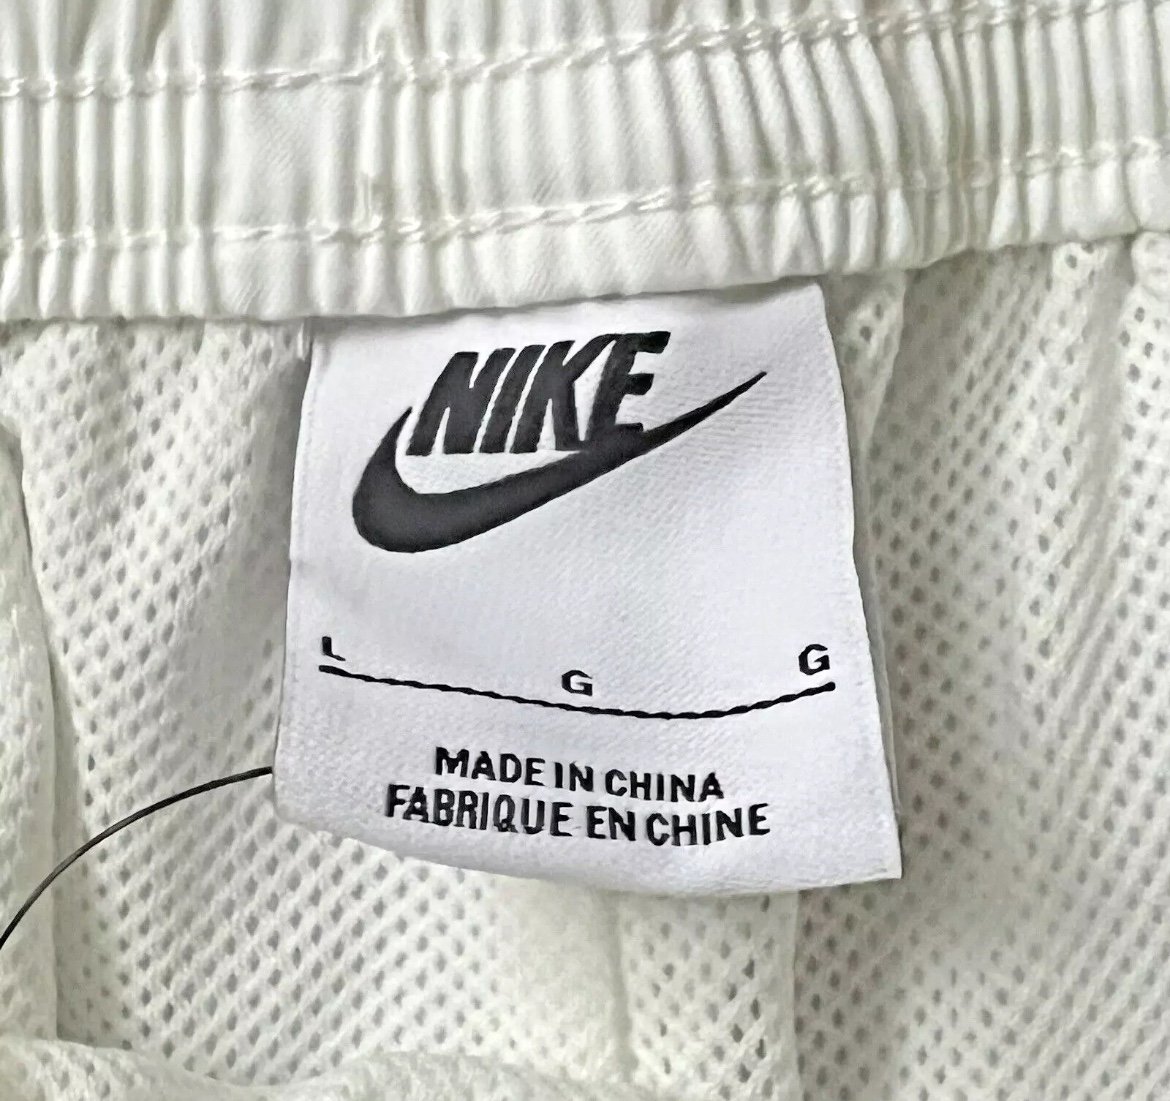 NIKE
L G G
MADE IN CHINA
FABRIQUE EN CHINE